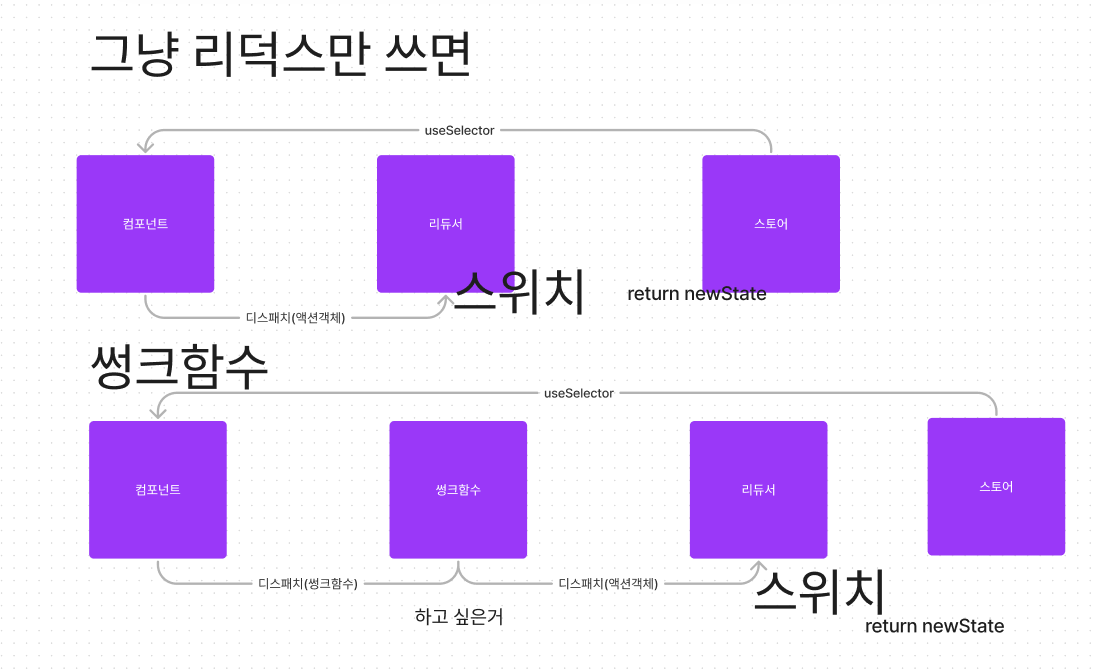 그냥 리덕스만 쓰면
useSelector
컴포넌트
리듀서
스토어
스위치
return newState
디스패치(액션객체)
썽크함수
useSelector
컴포넌트
썽크함수
리듀서
스토어
디스패치(썽크함수)
디스패치(액션객체)
스위치
하고 싶은거
return newState